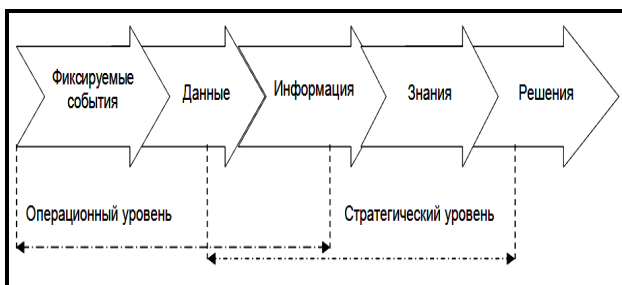 Фиксируемые
события
Данные
Информация
Знания
Решения
Операционный уровень
Стратегический уровень